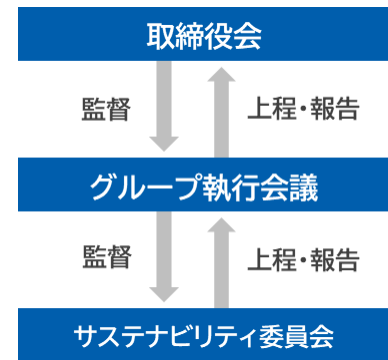 取締役会
監督
上程・報告
グループ執行会議
監督
上程・報告
サステナビリティ委員会